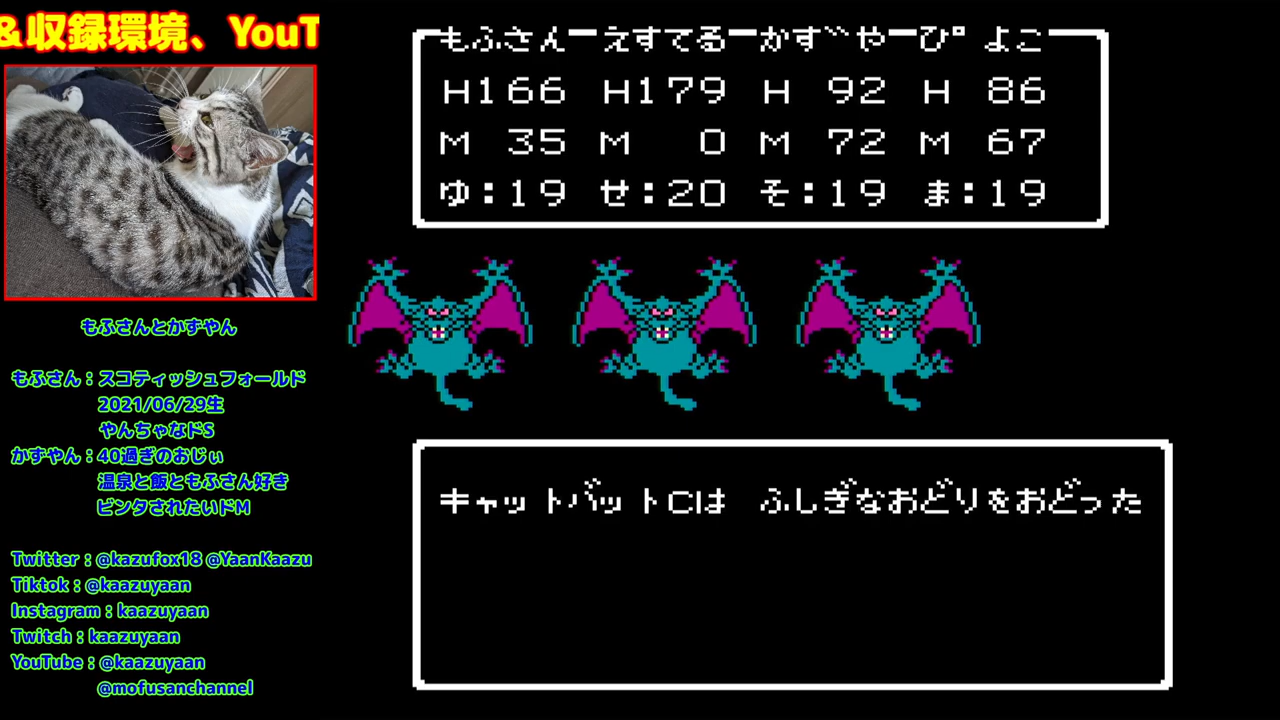 &収録環境、YouT
もふさんとかずやん
もふさん：スコティッシュフォールド
2021/06/29生
やんちゃなドS
かずやん：40過ぎのおじぃ
温泉と飯ともふさん好き
ビンタされたいドM
Twitter：@kazufox18 @YaanKaazu
Tiktok：@kaazuyaan
Instagram：kaazuyaan
Twitch：kaazuyaan
YouTube：@kaazuyaan
@mofusanchannel
もふさん えすてる かずや ぴよこ
H166 H179 H 92 H 86
M 35 M 0 M 72 M 67
ゆ:19 せ:20 そ:19 ま:19
キャットバットCは ふしぎなおどりをおどった